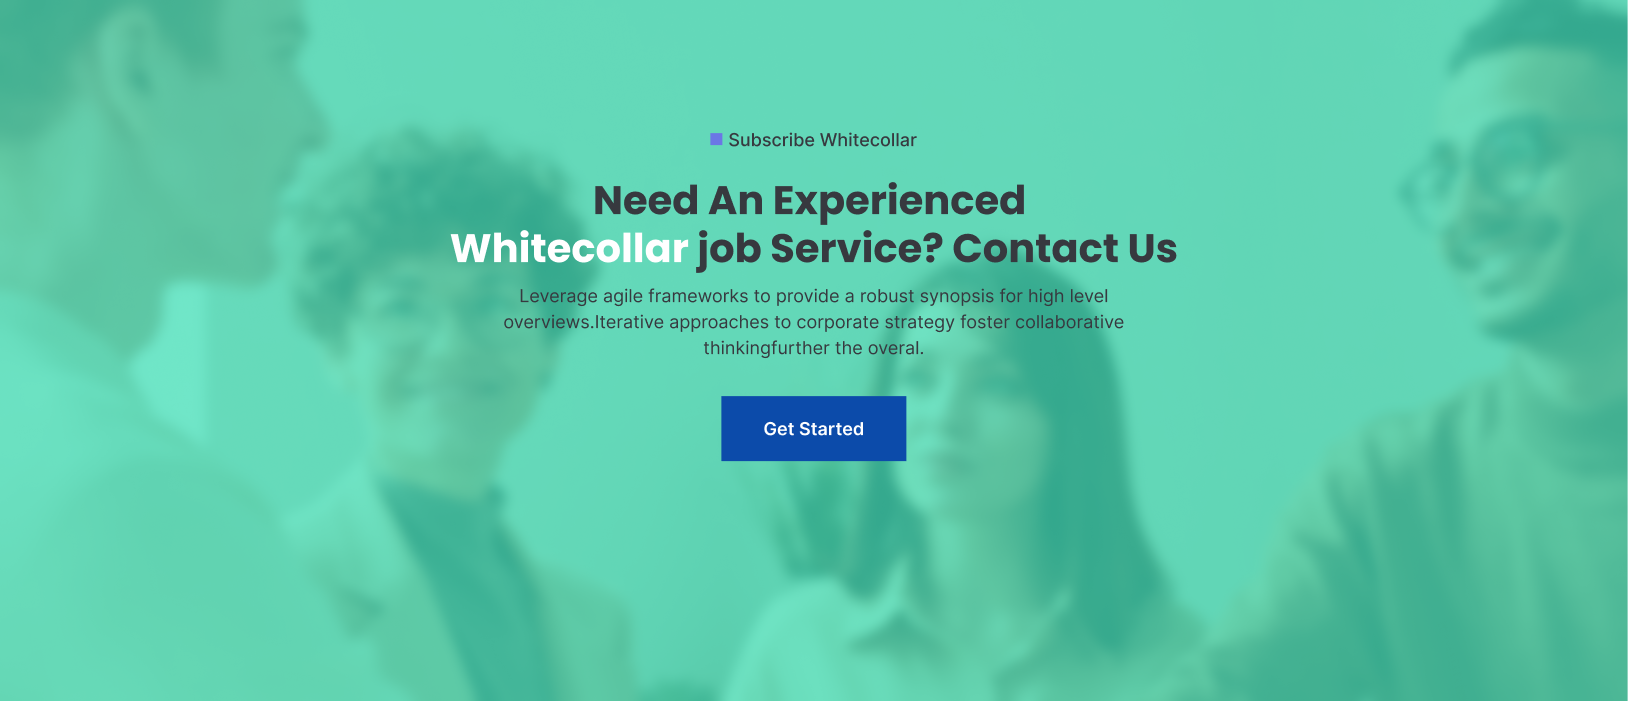 Subscribe Whitecollar
Need An Experienced
Whitecollar job Service? Contact Us
Leverage agile frameworks to provide a robust synopsis for high level
overviews.Iterative approaches to corporate strategy foster collaborative
thinkingfurther the overal.
Get Started